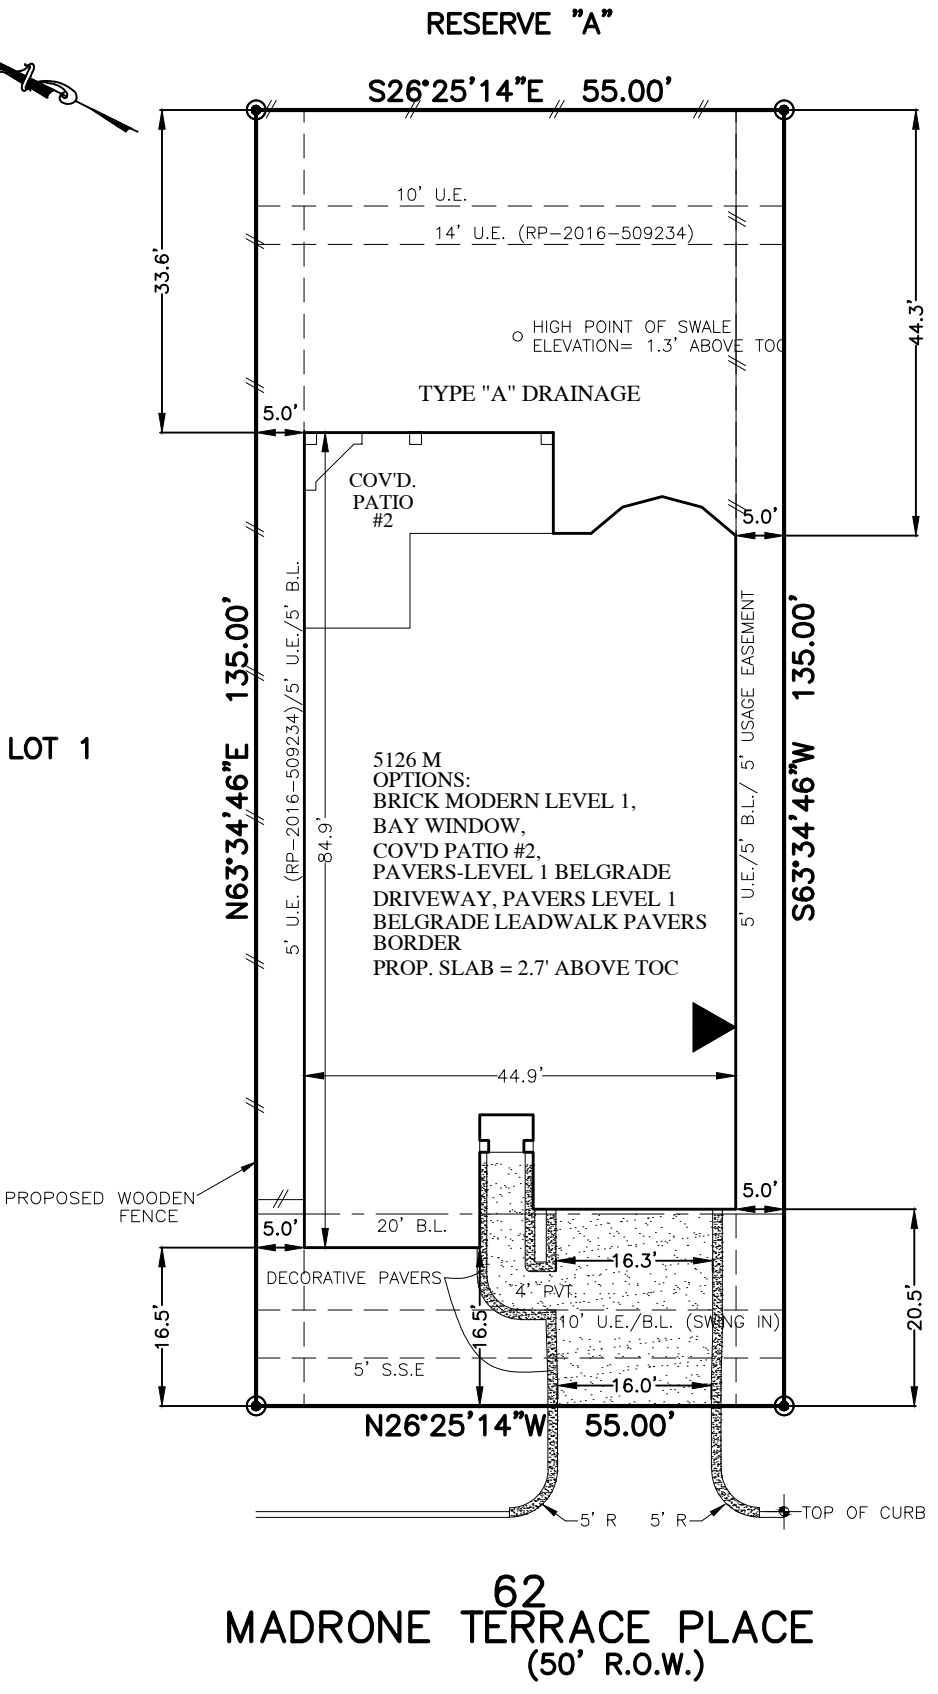 RESERVE "A"
S26°25'14"E 55.00'
10' U.E.
14' U.E. (RP-2016-509234)
33.6'
44.3'
HIGH POINT OF SWALE
ELEVATION= 1.3' ABOVE TOC
TYPE "A" DRAINAGE
5.0'
COV'D.
PATIO
#2
5.0'
N63°34'46"E 135.00'
5' U.E. (RP-2016-509234)/5' U.E./5' B.L.
84.9'
5' U.E./5' B.L./ 5' USAGE EASEMENT
S63°34'46"W 135.00'
LOT 1
5126 M
OPTIONS:
BRICK MODERN LEVEL 1,
BAY WINDOW,
COV'D PATIO #2,
PAVERS-LEVEL 1 BELGRADE
DRIVEWAY, PAVERS LEVEL 1
BELGRADE LEADWALK PAVERS
BORDER
PROP. SLAB = 2.7' ABOVE TOC
44.9'
PROPOSED WOODEN
FENCE
5.0'
5.0'
20' B.L.
16.3'
DECORATIVE PAVERS
4' PVT.
16.5'
16.5'
10' U.E./B.L. (SWING IN)
20.5'
5' S.S.E
16.0'
N26°25'14"W 55.00'
5' R
5' R
TOP OF CURB
62
MADRONE TERRACE PLACE
(50' R.O.W.)